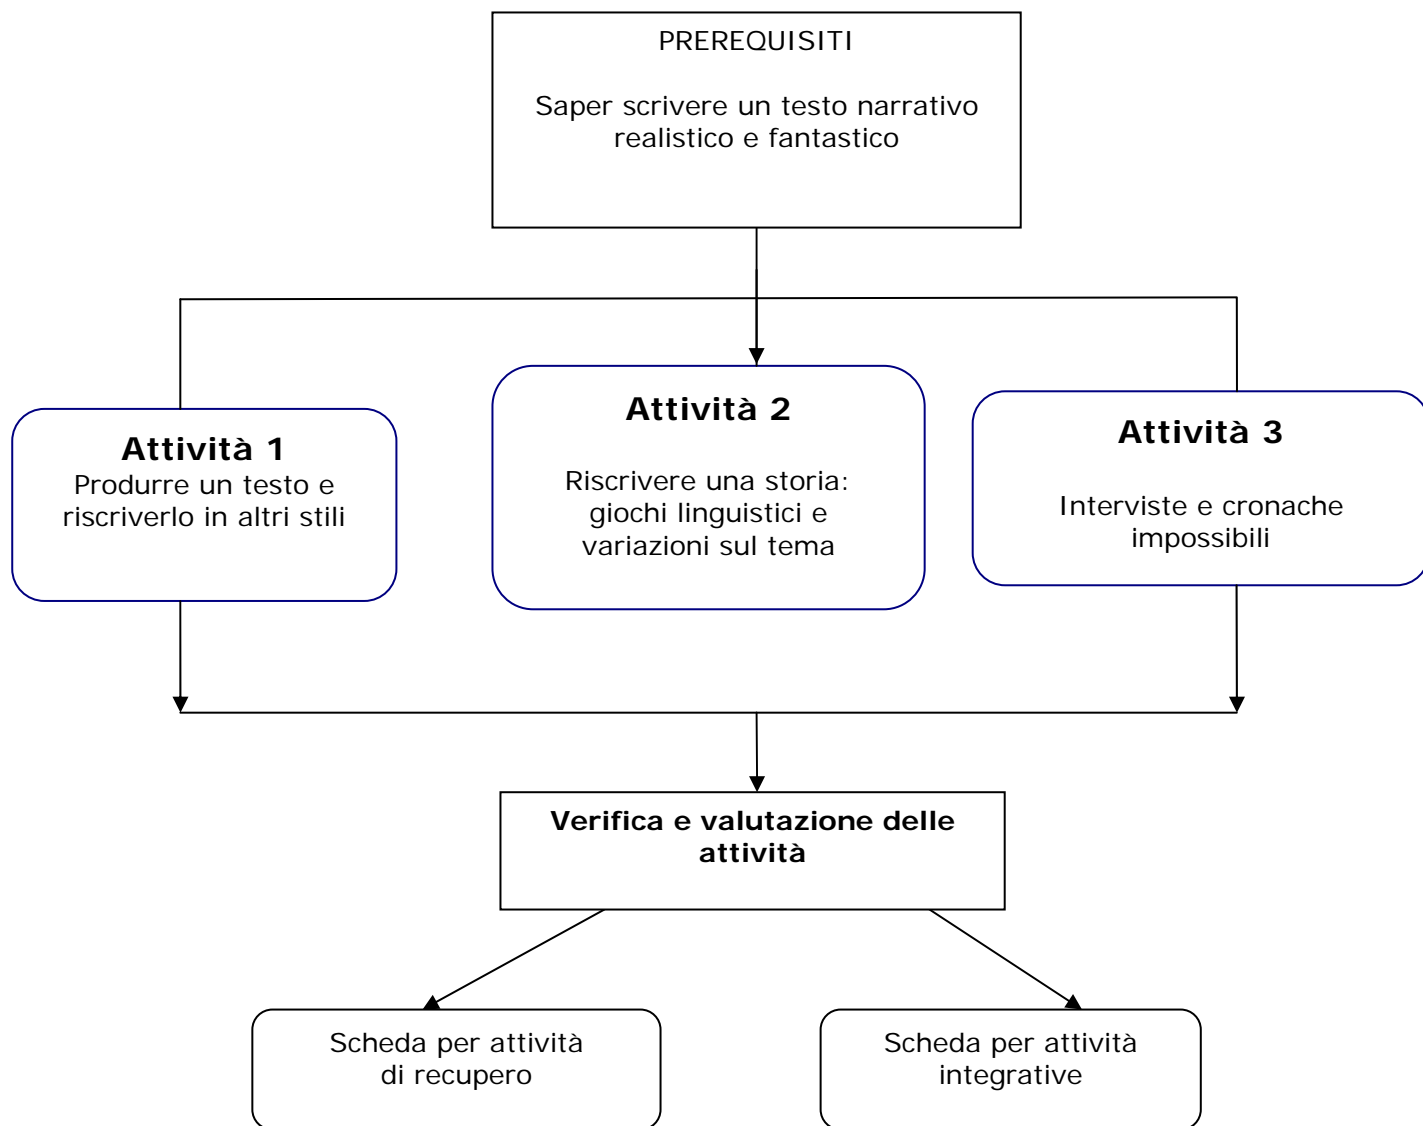 PREREQUISITI
Saper scrivere un testo narrativo
realistico e fantastico
Attività 1
Produrre un testo e
riscriverlo in altri stili
Attività 2
Riscrivere una storia:
giochi linguistici e
variazioni sul tema
Attività 3
Interviste e cronache
impossibili
Verifica e valutazione delle
attività
Scheda per attività
di recupero
Scheda per attività
integrative